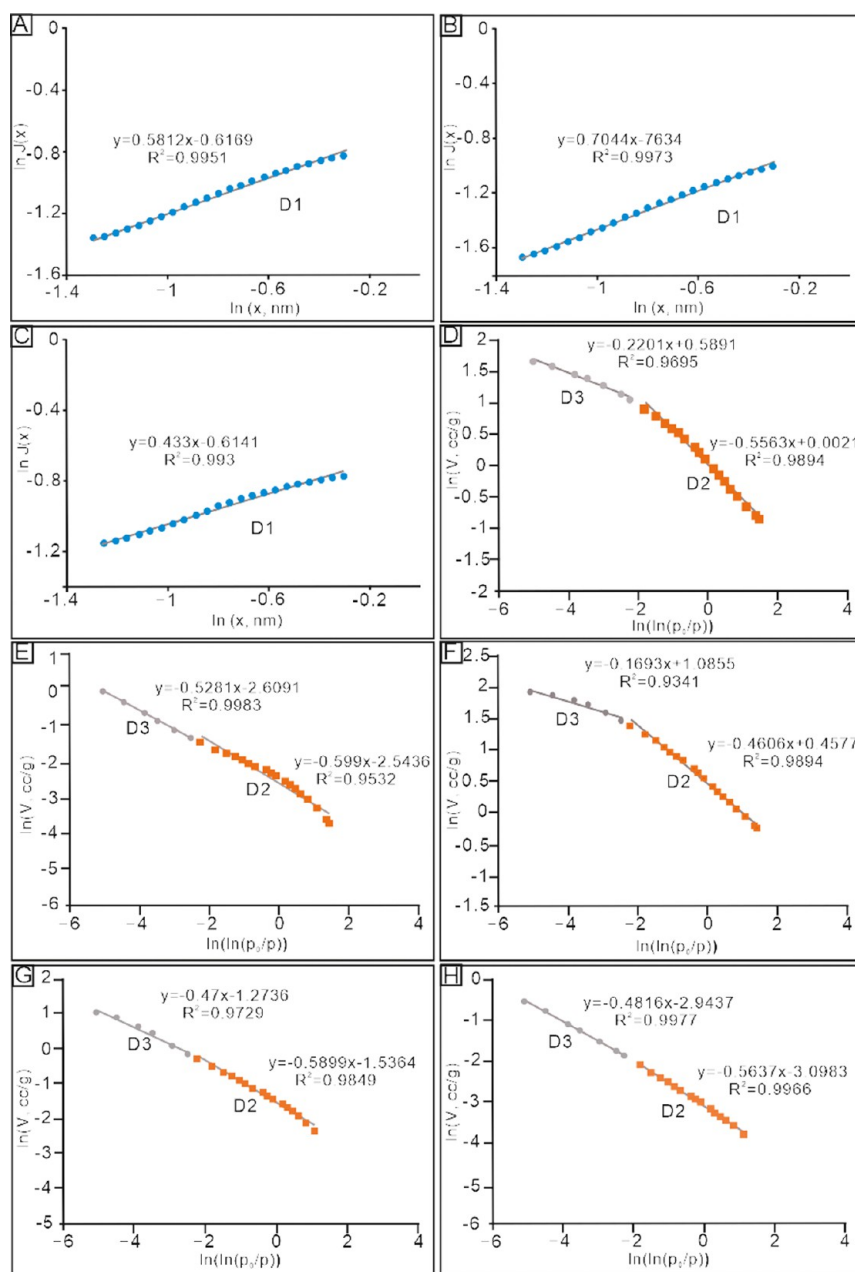 A
0
-0.4
-0.8
-1.2
-1.6
ln J(x)
y=0.5812x-0.6169
R²=0.9951
D1
-1.4
-1
-0.6
-0.2
ln (x, nm)
B
0
-0.4
-0.8
-1.2
-1.6
ln J(x)
y=0.7044x-7634
R²=0.9973
D1
-1.4
-1
-0.6
-0.2
ln (x, nm)
C
0
-0.4
-0.8
-1.2
ln J(x)
y=0.433x-0.6141
R²=0.993
D1
-1.4
-1
-0.6
-0.2
ln (x, nm)
D
2
1.5
1
0.5
0
-0.5
-1
-1.5
-2
ln(V, cc/g)
y=-0.2201x+0.5891
R²=0.9695
D3
y=-0.5563x+0.0021
R²=0.9894
D2
-6
-4
-2
0
2
4
ln(ln(p₀/p))
E
1
0
-1
-2
-3
-4
-5
-6
ln(V, cc/g)
y=-0.5281x-2.6091
R²=0.9983
D3
y=-0.599x-2.5436
R²=0.9532
D2
-6
-4
-2
0
2
4
ln(ln(p₀/p))
F
2.5
2
1.5
1
0.5
0
-0.5
-1
-1.5
ln(V, cc/g)
y=-0.1693x+1.0855
R²=0.9341
D3
y=-0.4606x+0.4577
R²=0.9894
D2
-6
-4
-2
0
2
4
ln(ln(p₀/p))
G
2
1
0
-1
-2
-3
-4
-5
ln(V, cc/g)
y=-0.47x-1.2736
R²=0.9729
D3
y=-0.5899x-1.5364
R²=0.9849
D2
-6
-4
-2
0
2
4
ln(ln(p₀/p))
H
0
-1
-2
-3
-4
-5
-6
ln(V, cc/g)
y=-0.4816x-2.9437
R²=0.9977
D3
y=-0.5637x-3.0983
R²=0.9966
D2
-6
-4
-2
0
2
4
ln(ln(p₀/p))